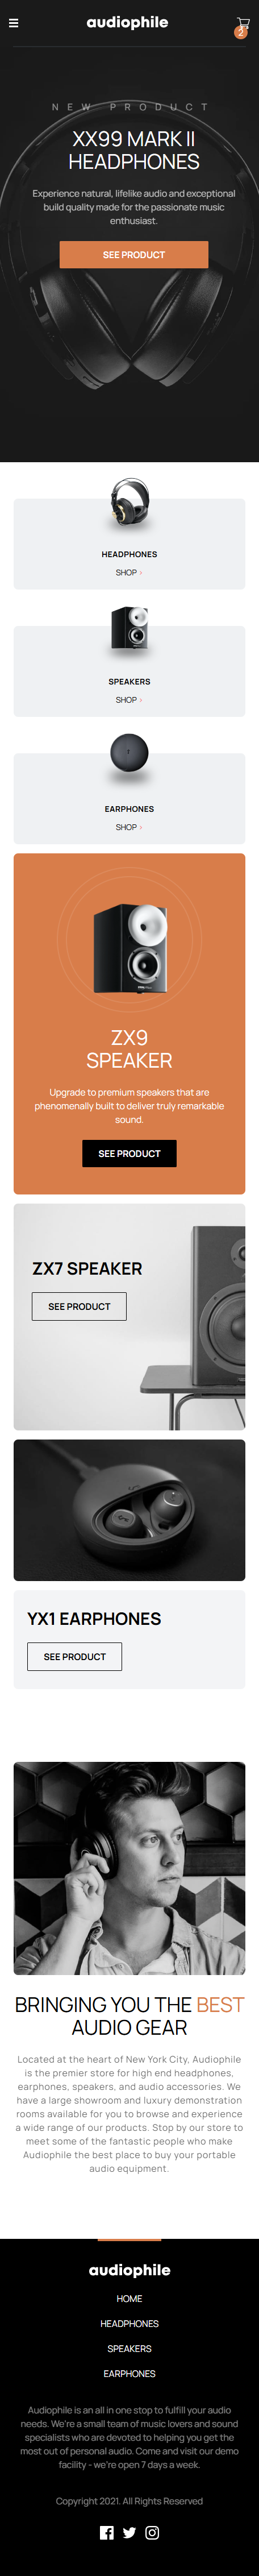 audiophile
2
NEW PRODUCT
XX99 MARK II
HEADPHONES
Experience natural, lifelike audio and exceptional
build quality made for the passionate music
enthusiast.
SEE PRODUCT
HEADPHONES
SHOP ›
SPEAKERS
SHOP ›
EARPHONES
SHOP ›
ZX9
SPEAKER
Upgrade to premium speakers that are
phenomenally built to deliver truly remarkable
sound.
SEE PRODUCT
ZX7 SPEAKER
SEE PRODUCT
YX1 EARPHONES
SEE PRODUCT
BRINGING YOU THE BEST
AUDIO GEAR
Located at the heart of New York City, Audiophile
is the premier store for high end headphones,
earphones, speakers, and audio accessories. We
have a large showroom and luxury demonstration
rooms available for you to browse and experience
a wide range of our products. Stop by our store to
meet some of the fantastic people who make
Audiophile the best place to buy your portable
audio equipment.
audiophile
HOME
HEADPHONES
SPEAKERS
EARPHONES
Audiophile is an all in one stop to fulfill your audio
needs. We're a small team of music lovers and sound
specialists who are devoted to helping you get the
most out of personal audio. Come and visit our demo
facility - we're open 7 days a week.
Copyright 2021. All Rights Reserved